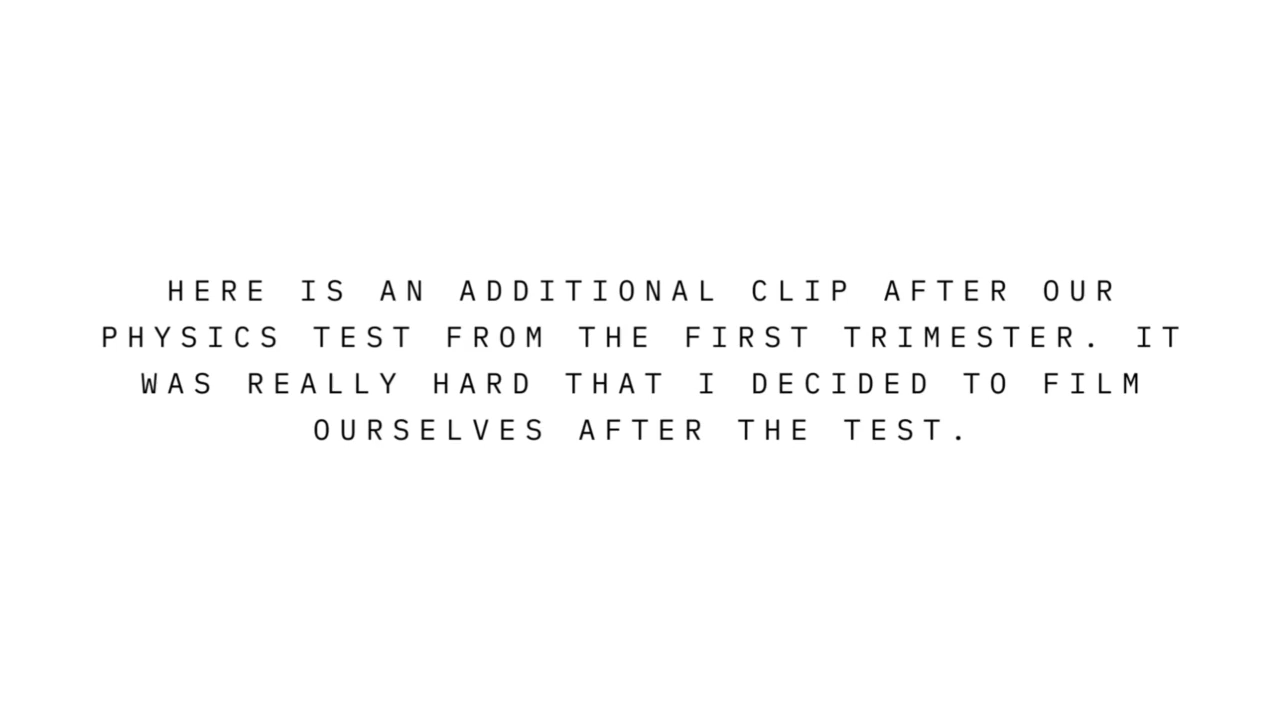 HERE IS AN ADDITIONAL CLIP AFTER OUR
PHYSICS TEST FROM THE FIRST TRIMESTER. IT
WAS REALLY HARD THAT I DECIDED TO FILM
OURSELVES AFTER THE TEST.